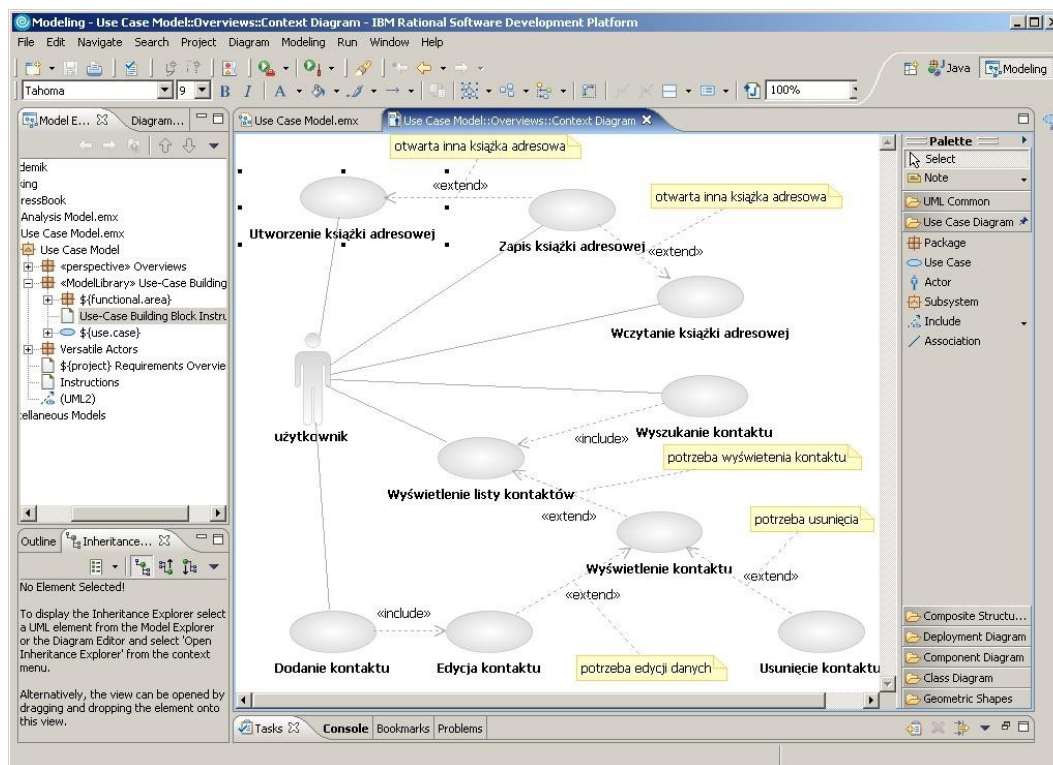 Modeling - Use Case Model::Overviews::Context Diagram - IBM Rational Software Development Platform
File Edit Navigate Search Project Diagram Modeling Run Window Help
Java Modeling
Tahoma 9 B I A 100%
Model E... Diagram...
demik
king
ressBook
Analysis Model.emx
Use Case Model.emx
Use Case Model
«perspective» Overviews
«ModelLibrary» Use-Case Building
${functional.area}
Use-Case Building Block Instru
${use.case}
Versatile Actors
${project} Requirements Overvie
Instructions
(UML2)
cellaneous Models
Outline Inheritance...
No Element Selected!
To display the Inheritance Explorer select
a UML element from the Model Explorer
or the Diagram Editor and select 'Open
Inheritance Explorer' from the context
menu.
Alternatively, the view can be opened by
dragging and dropping the element onto
this view.
Use Case Model.emx Use Case Model::Overviews::Context Diagram
otwarta inna książka adresowa
«extend»
otwarta inna książka adresowa
Utworzenie książki adresowej
Zapis książki adresowej
«extend»
Wczytanie książki adresowej
użytkownik
Wyszukanie kontaktu
«include»
potrzeba wyświetenia kontaktu
Wyświetlenie listy kontaktów
«extend»
potrzeba usunięcia
Wyświetlenie kontaktu
«extend»
«extend»
«include»
Dodanie kontaktu
Edycja kontaktu
potrzeba edycji danych
Usunięcie kontaktu
Palette
Select
Note
UML Common
Use Case Diagram
Package
Use Case
Actor
Subsystem
Include
Association
Composite Structu...
Deployment Diagram
Component Diagram
Class Diagram
Geometric Shapes
Tasks Console Bookmarks Problems